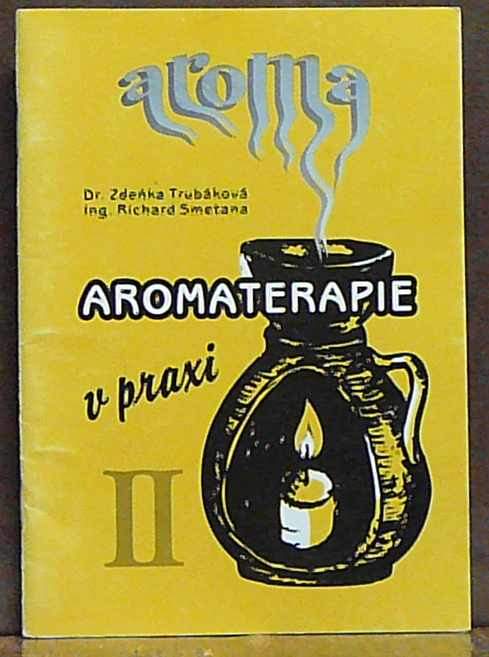 aroma
Dr. Zdeňka Trubáková
ing. Richard Smetana
AROMATERAPIE
v praxi
II